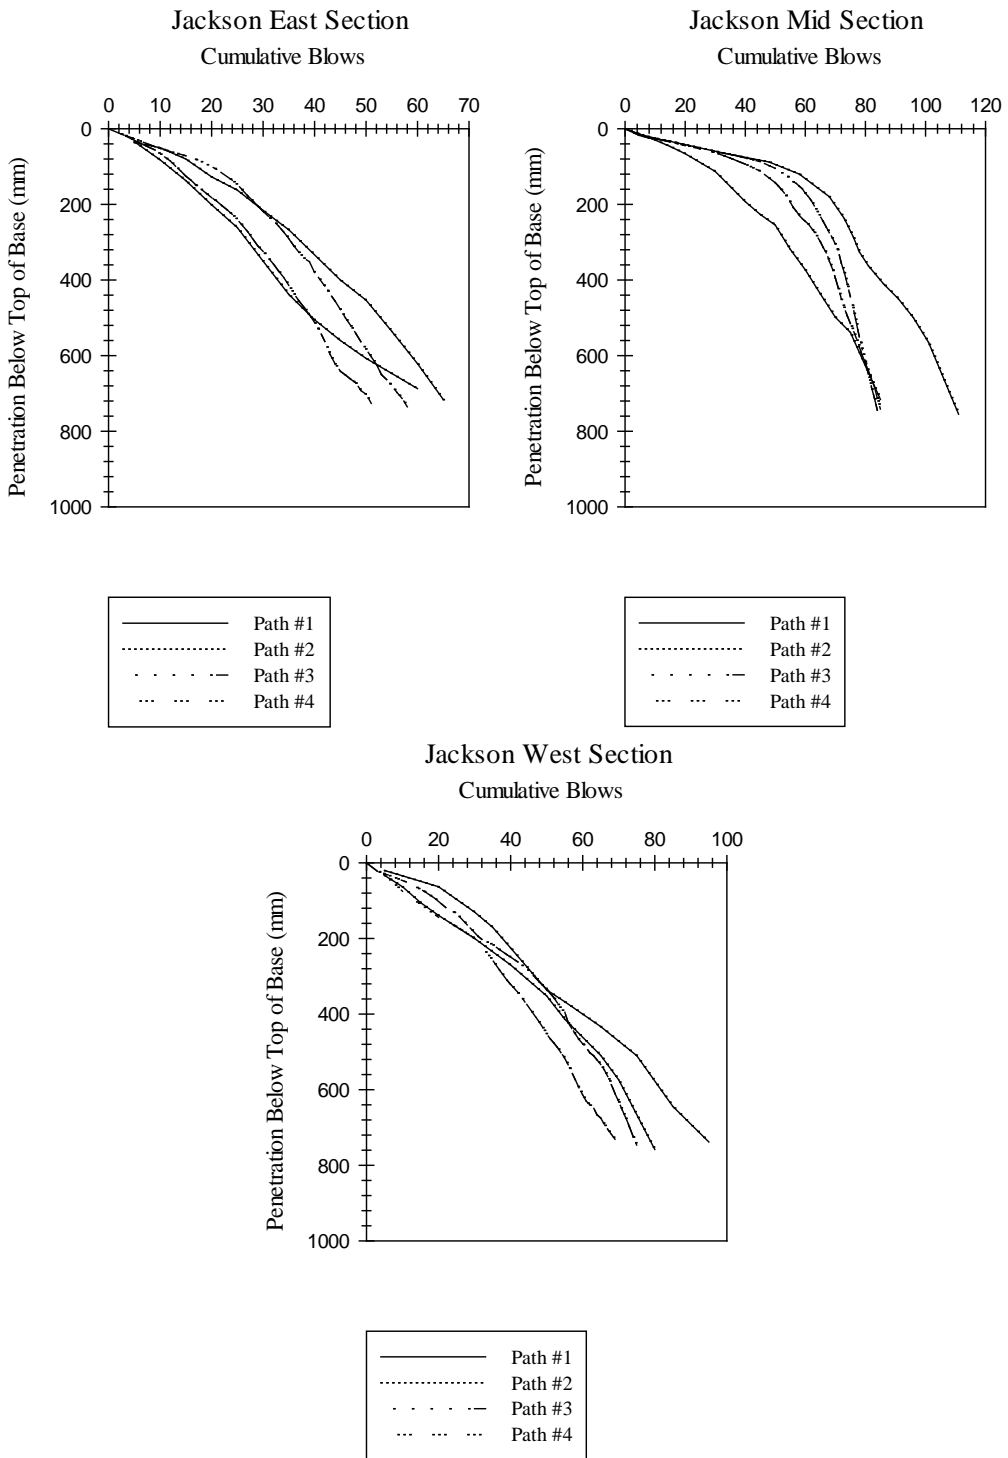 Jackson East Section
Cumulative Blows
0 10 20 30 40 50 60 70
0
200
400
600
800
1000
Penetration Below Top of Base (mm)
Path #1
Path #2
Path #3
Path #4
Jackson Mid Section
Cumulative Blows
0 20 40 60 80 100 120
0
200
400
600
800
1000
Penetration Below Top of Base (mm)
Path #1
Path #2
Path #3
Path #4
Jackson West Section
Cumulative Blows
0 20 40 60 80 100
0
200
400
600
800
1000
Penetration Below Top of Base (mm)
Path #1
Path #2
Path #3
Path #4